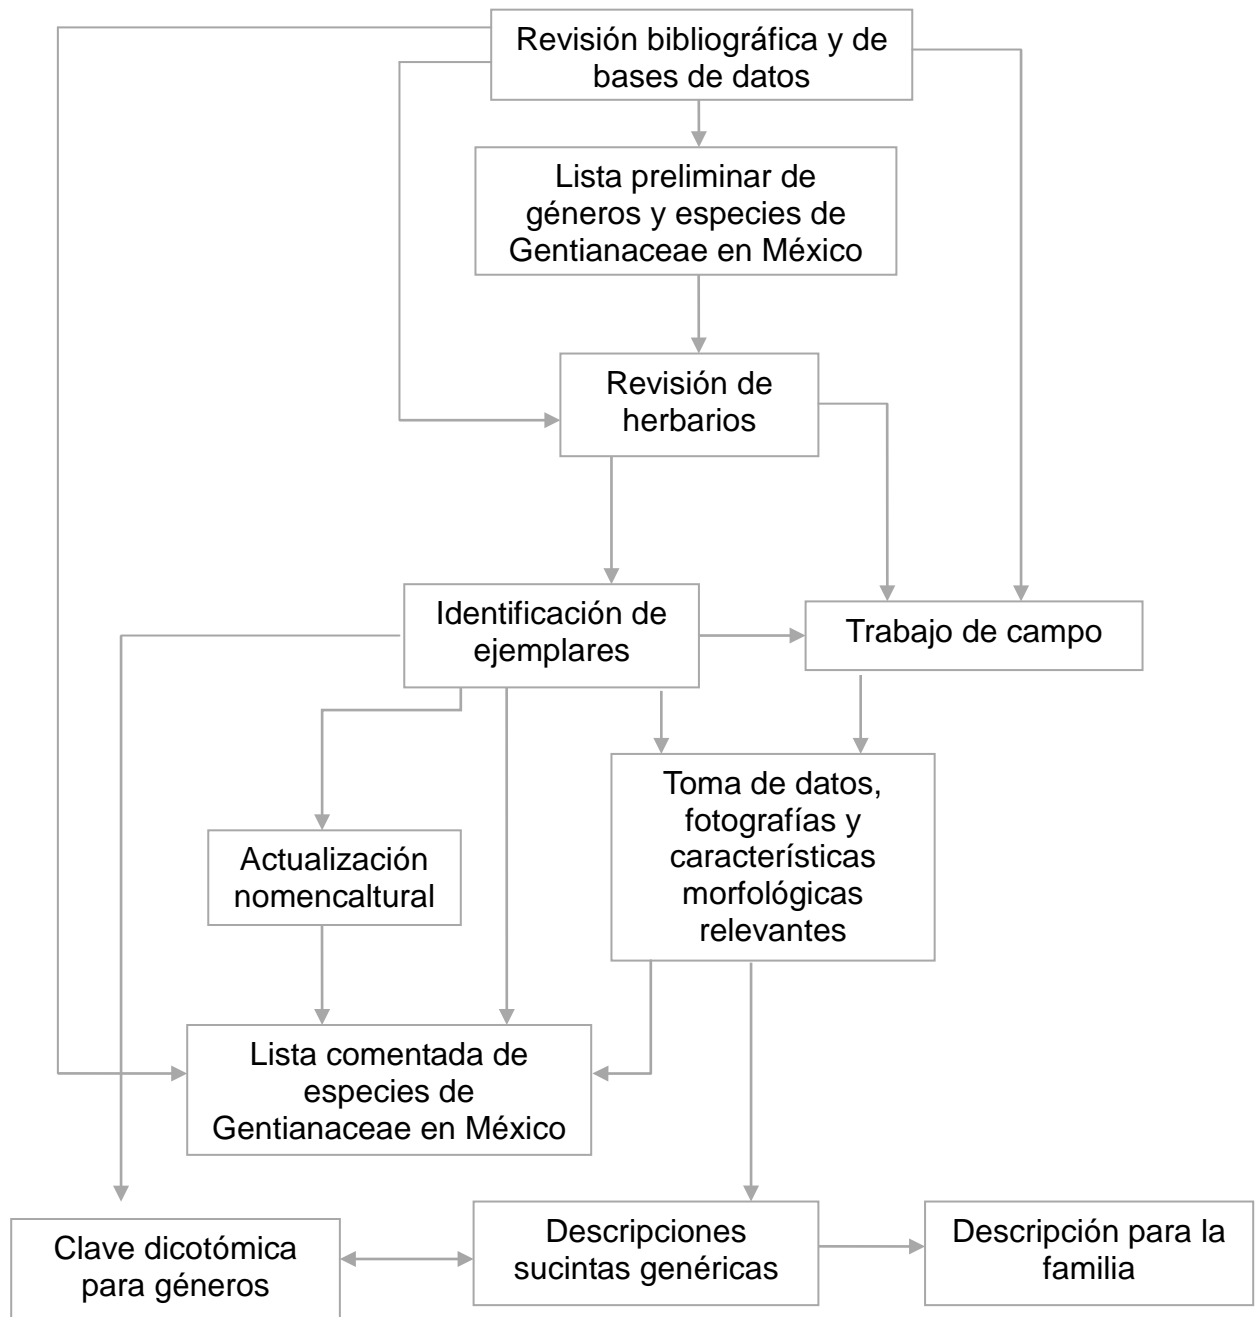 Revisión bibliográfica y de
bases de datos
Lista preliminar de
géneros y especies de
Gentianaceae en México
Revisión de
herbarios
Identificación de
ejemplares
Trabajo de campo
Toma de datos,
fotografías y
características
morfológicas
relevantes
Actualización
nomencaltural
Lista comentada de
especies de
Gentianaceae en México
Clave dicotómica
para géneros
Descripciones
sucintas genéricas
Descripción para la
familia